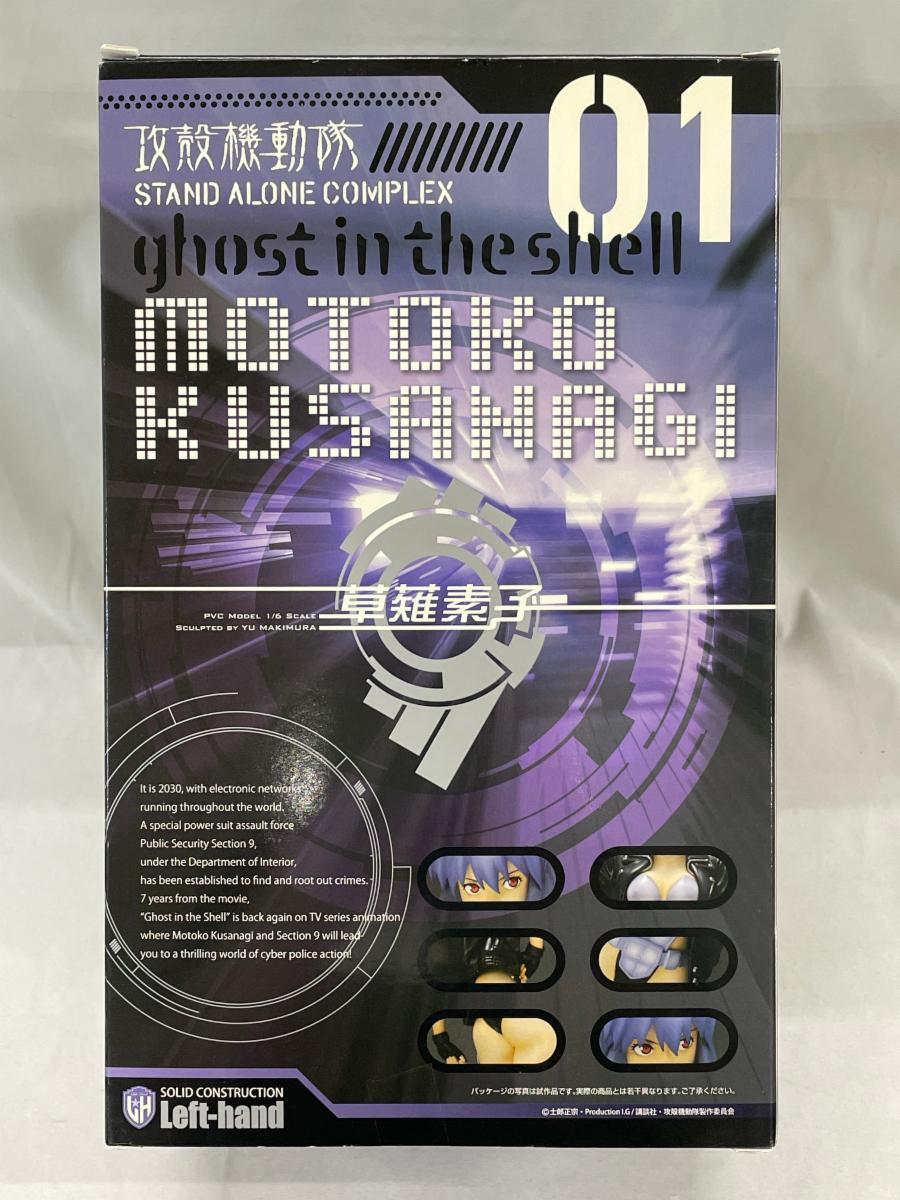 01
攻殻機動隊
STAND ALONE COMPLEX
ghost in the shell
MOTOKO
KUSANAGI
草薙素子
PVC MODEL 1/6 SCALE
SCULPTED BY YU MAKIMURA
It is 2030, with electronic network
running throughout the world.
A special power suit assault force
Public Security Section 9,
under the Department of Interior,
has been established to find and root out crimes.
7 years from the movie,
"Ghost in the Shell" is back again on TV series animation
where Motoko Kusanagi and Section 9 will lead
you to a thrilling world of cyber police action!
パッケージの写真は試作品です。実際の商品とは若干異なります。ご了承ください。
LH
SOLID CONSTRUCTION
Left-hand
©士郎正宗・Production I.G / 講談社・攻殻機動隊製作委員会